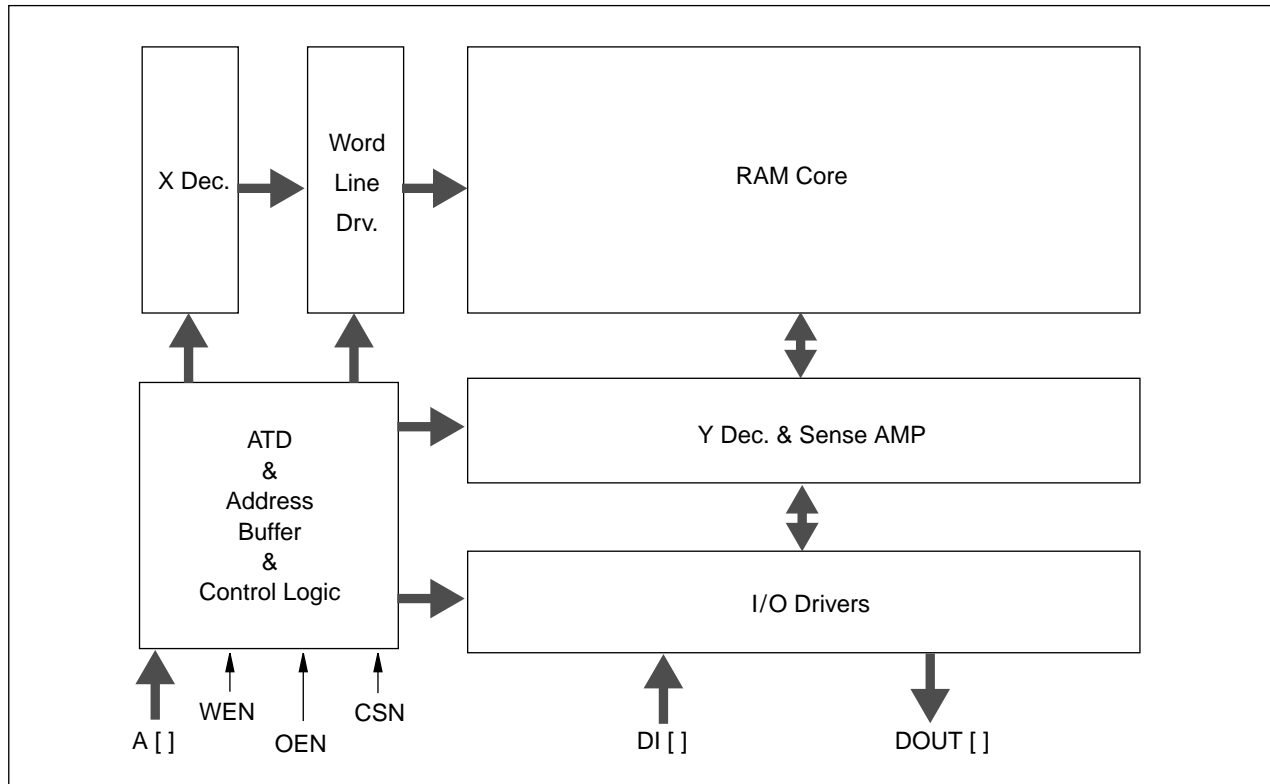 X Dec.
Word
Line
Drv.
RAM Core
ATD
&
Address
Buffer
&
Control Logic
Y Dec. & Sense AMP
I/O Drivers
A [ ]
WEN
OEN
CSN
DI [ ]
DOUT [ ]